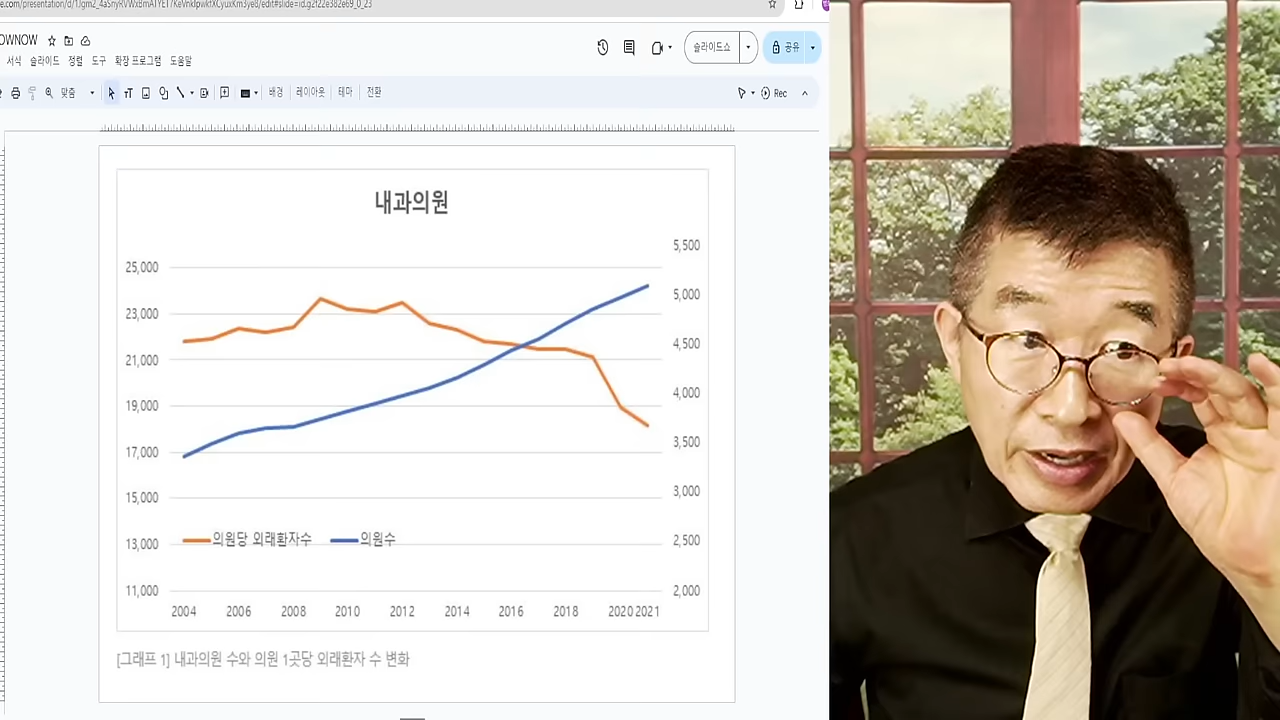 OWNOW
슬라이드쇼
공유
서식 슬라이드 정렬 도구 확장 프로그램 도움말
맞춤 배경 레이아웃 테마 전환 Rec
내과의원
5,500
25,000
5,000
23,000
4,500
21,000
4,000
19,000
3,500
17,000
3,000
15,000
의원당 외래환자수 의원수
13,000
2,500
11,000
2,000
2004 2006 2008 2010 2012 2014 2016 2018 2020 2021
[그래프 1] 내과의원 수와 의원 1곳당 외래환자 수 변화